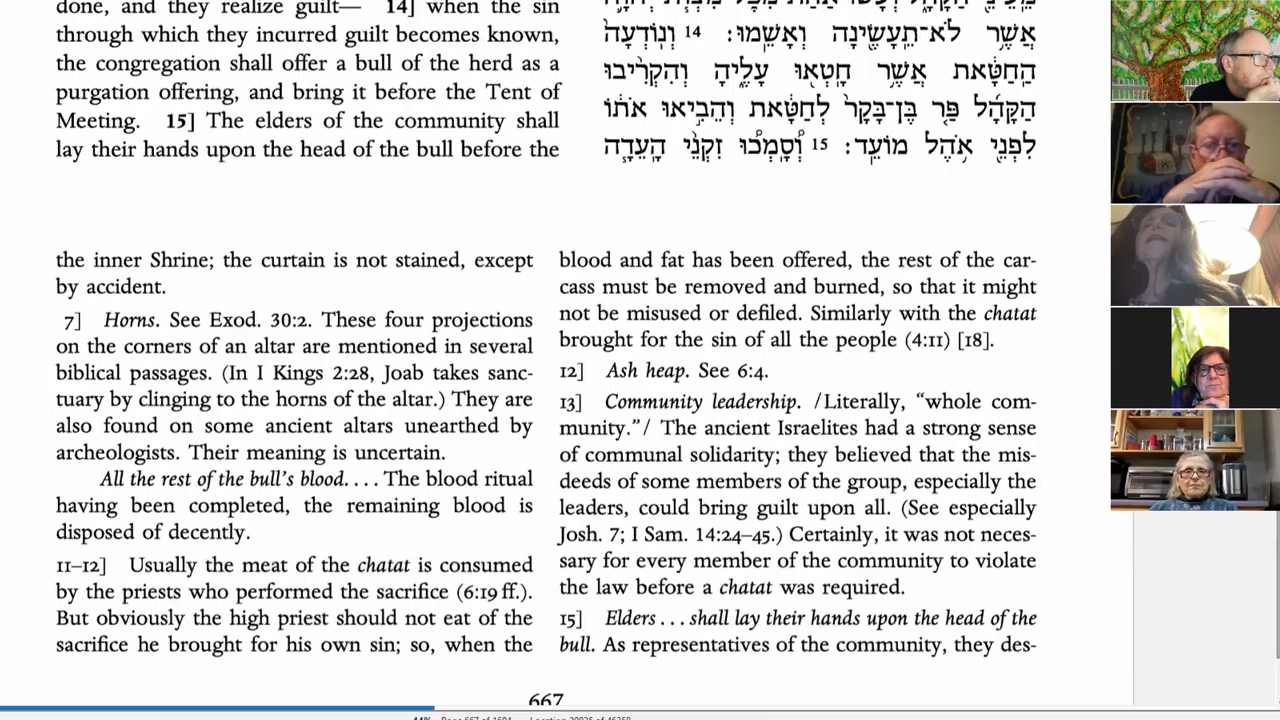 done, and they realize guilt— 14] when the sin
through which they incurred guilt becomes known,
the congregation shall offer a bull of the herd as a
purgation offering, and bring it before the Tent of
Meeting. 15] The elders of the community shall
lay their hands upon the head of the bull before the
אֲשֶׁ֥ר לֹא־תֵעָשֶׂ֖ינָה וְאָשֵֽׁמוּ׃ 14 וְנֽוֹדְעָה֙
הַֽחַטָּ֔את אֲשֶׁ֥ר חָטְא֖וּ עָלֶ֑יהָ וְהִקְרִ֨יבוּ
הַקָּהָ֜ל פַּ֤ר בֶּן־בָּקָר֙ לְחַטָּ֔את וְהֵבִ֣יאוּ אֹת֔וֹ
לִפְנֵ֖י אֹ֥הֶל מוֹעֵֽד׃ 15 וְ֠סָמְכ֠וּ זִקְנֵ֨י הָעֵדָ֧ה
the inner Shrine; the curtain is not stained, except
by accident.
7] Horns. See Exod. 30:2. These four projections
on the corners of an altar are mentioned in several
biblical passages. (In I Kings 2:28, Joab takes sanc-
tuary by clinging to the horns of the altar.) They are
also found on some ancient altars unearthed by
archeologists. Their meaning is uncertain.
All the rest of the bull's blood. . . . The blood ritual
having been completed, the remaining blood is
disposed of decently.
11–12] Usually the meat of the chatat is consumed
by the priests who performed the sacrifice (6:19 ff.).
But obviously the high priest should not eat of the
sacrifice he brought for his own sin; so, when the
blood and fat has been offered, the rest of the car-
cass must be removed and burned, so that it might
not be misused or defiled. Similarly with the chatat
brought for the sin of all the people (4:11) [18].
12] Ash heap. See 6:4.
13] Community leadership. /Literally, “whole com-
munity.”/ The ancient Israelites had a strong sense
of communal solidarity; they believed that the mis-
deeds of some members of the group, especially the
leaders, could bring guilt upon all. (See especially
Josh. 7; I Sam. 14:24–45.) Certainly, it was not neces-
sary for every member of the community to violate
the law before a chatat was required.
15] Elders . . . shall lay their hands upon the head of the
bull. As representatives of the community, they des-
667